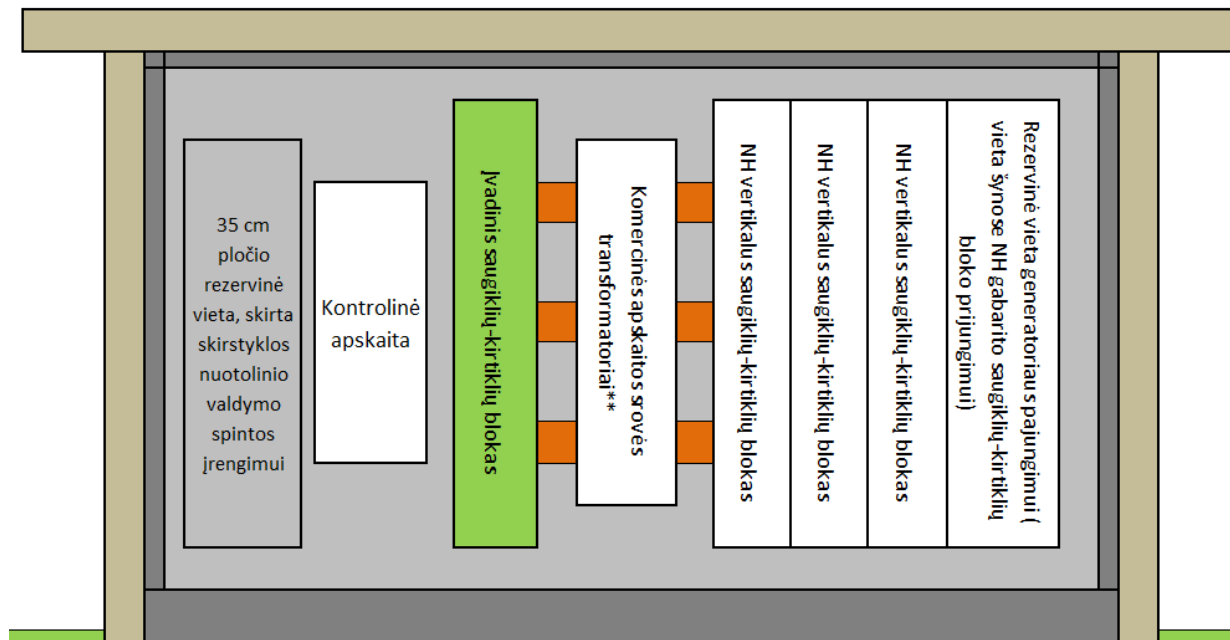 35 cm
pločio
rezervinė
vieta, skirta
skirstyklos
nuotolinio
valdymo
spintos
įrengimui
Kontrolinė
apskaita
Įvadinis saugiklių-kirtiklių blokas
Komercinės apskaitos srovės
transformatoriai**
NH vertikalus saugiklių-kirtiklių blokas
NH vertikalus saugiklių-kirtiklių blokas
NH vertikalus saugiklių-kirtiklių blokas
Rezervinė vieta generatoriaus pajungimui (
vieta šynose NH gabarito saugiklių-kirtiklių
bloko prijungimui)